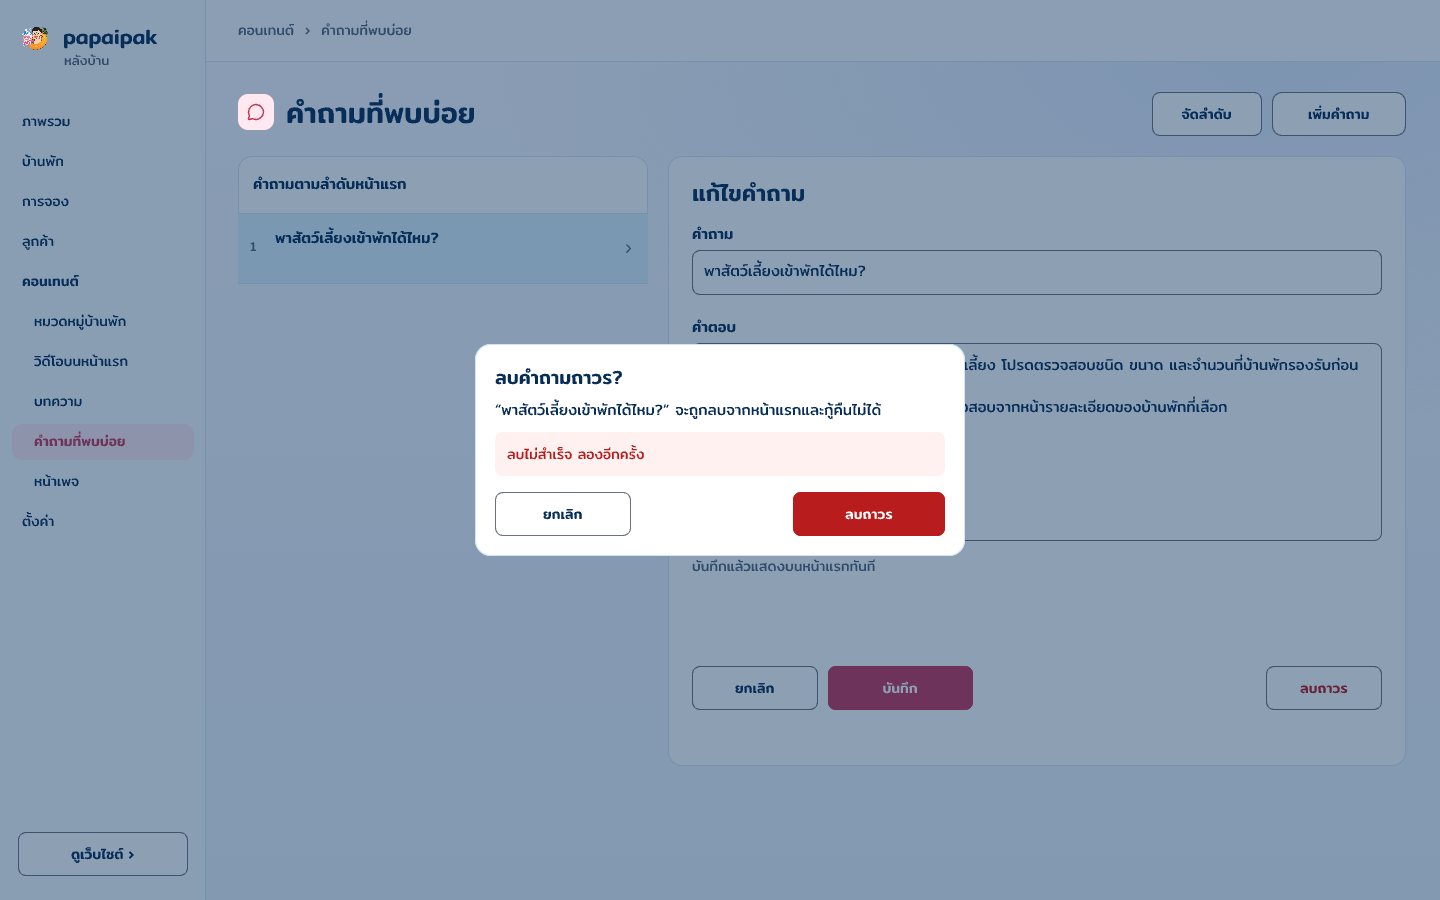 papaipak
หลังบ้าน
ภาพรวม
บ้านพัก
การจอง
ลูกค้า
คอนเทนต์
หมวดหมู่บ้านพัก
วิดีโอบนหน้าแรก
บทความ
คำถามที่พบบ่อย
หน้าเพจ
ตั้งค่า
ดูเว็บไซต์ ›
คอนเทนต์ › คำถามที่พบบ่อย
คำถามที่พบบ่อย
จัดลำดับ
เพิ่มคำถาม
คำถามตามลำดับหน้าแรก
1 พาสัตว์เลี้ยงเข้าพักได้ไหม?
แก้ไขคำถาม
คำถาม
พาสัตว์เลี้ยงเข้าพักได้ไหม?
คำตอบ
เลี้ยง โปรดตรวจสอบชนิด ขนาด และจำนวนที่บ้านพักรองรับก่อน
สอบจากหน้ารายละเอียดของบ้านพักที่เลือก
บันทึกแล้วแสดงบนหน้าแรกทันที
ยกเลิก
บันทึก
ลบถาวร
ลบคำถามถาวร?
“พาสัตว์เลี้ยงเข้าพักได้ไหม?” จะถูกลบจากหน้าแรกและกู้คืนไม่ได้
ลบไม่สำเร็จ ลองอีกครั้ง
ยกเลิก
ลบถาวร